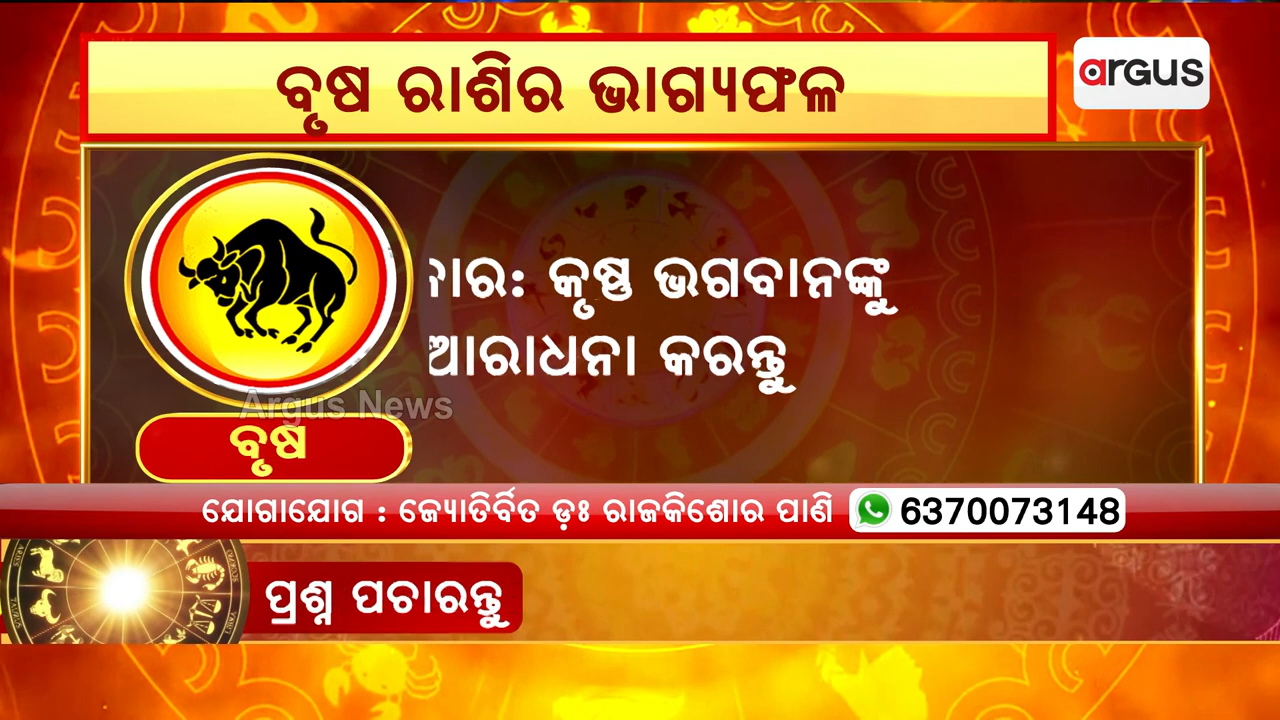 ବୃଷ ରାଶିର ଭାଗ୍ୟଫଳ
argus
କୃଷ୍ଣ ଭଗବାନଙ୍କୁ
ଆରାଧନା କରନ୍ତୁ
Argus News
ବୃଷ
ଯୋଗାଯୋଗ : ଜ୍ୟୋତିର୍ବିତ ଡ଼ଃ ରାଜକିଶୋର ପାଣି 6370073148
ପ୍ରଶ୍ନ ପଚାରନ୍ତୁ